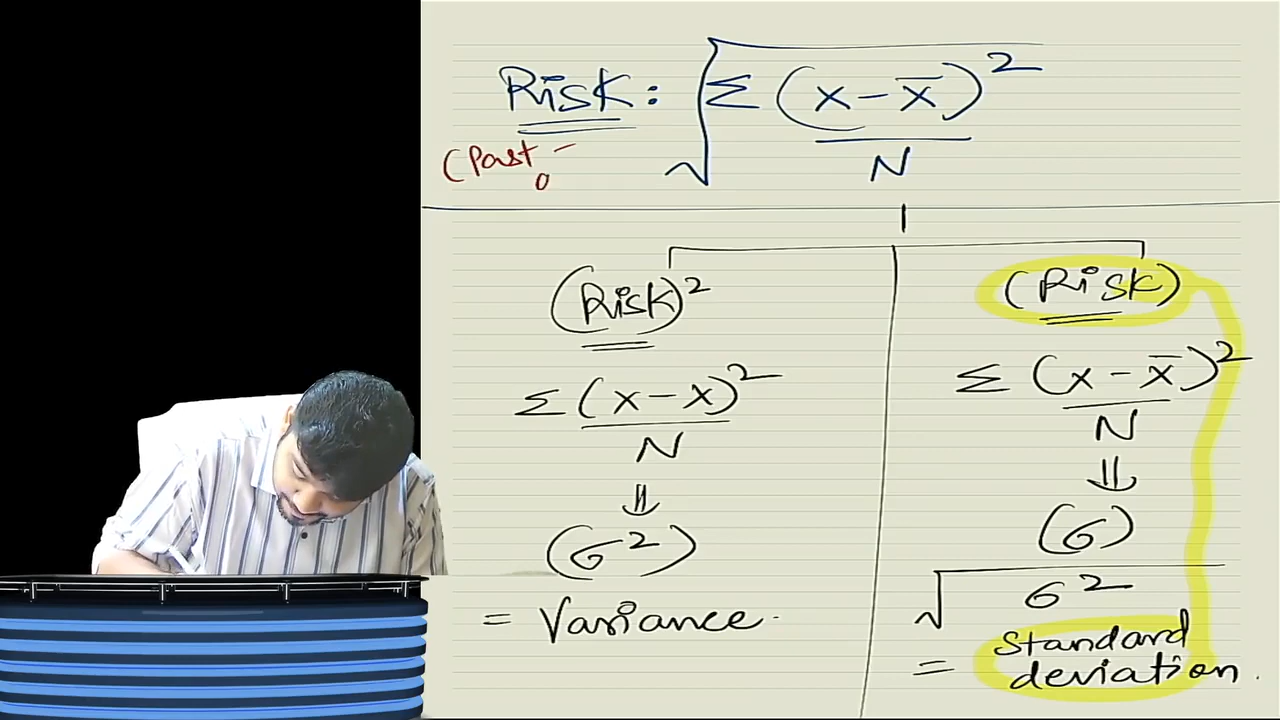 Risk: √Σ(x-x̄)²
N
(Past
(Risk)²
Σ(x-x)²
N
⇓
(σ²)
= Variance.
(Risk)
Σ(x-x̄)²
N
⇓
(σ)
√σ²
= Standard
deviation.